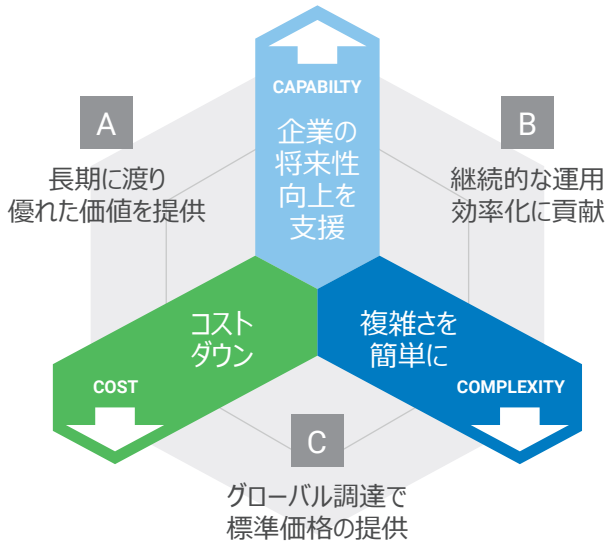 CAPABILTY
企業の
将来性
向上を
支援
A
長期に渡り
優れた価値を提供
B
継続的な運用
効率化に貢献
コスト
ダウン
COST
複雑さを
簡単に
COMPLEXITY
C
グローバル調達で
標準価格の提供